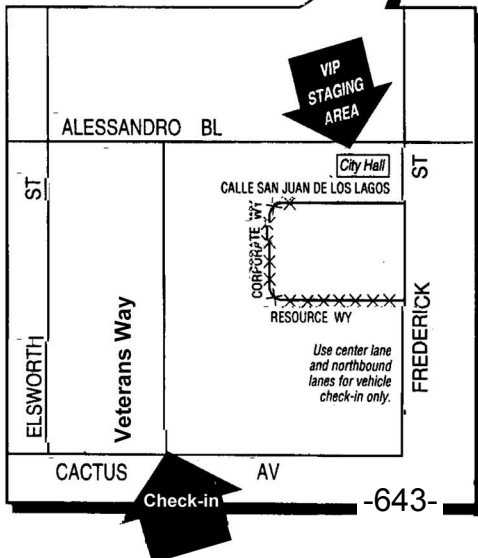 VIP
STAGING
AREA
ALESSANDRO BL
City Hall
ST
ST
CALLE SAN JUAN DE LOS LAGOS
CORPORATE WY
RESOURCE WY
Veterans Way
ELSWORTH
FREDERICK
Use center lane
and northbound
lanes for vehicle
check-in only.
CACTUS AV
Check-in
-643-